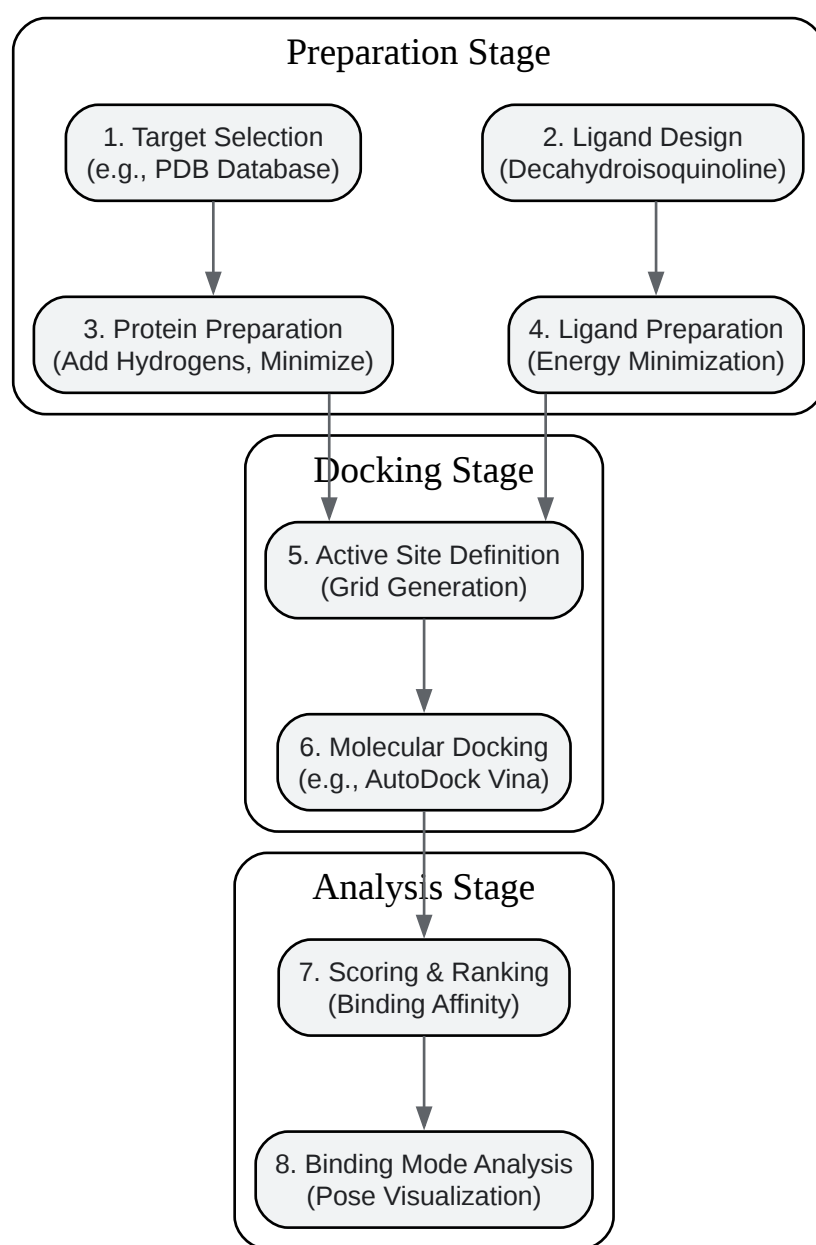 Preparation Stage
1. Target Selection
(e.g., PDB Database)
2. Ligand Design
(Decahydroisoquinoline)
3. Protein Preparation
(Add Hydrogens, Minimize)
4. Ligand Preparation
(Energy Minimization)
Docking Stage
5. Active Site Definition
(Grid Generation)
6. Molecular Docking
(e.g., AutoDock Vina)
Analysis Stage
7. Scoring & Ranking
(Binding Affinity)
8. Binding Mode Analysis
(Pose Visualization)